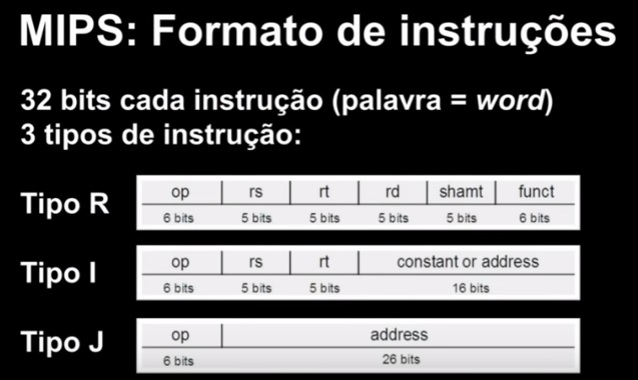 MIPS: Formato de instruções
32 bits cada instrução (palavra = word)
3 tipos de instrução:
Tipo R
op rs rt rd shamt funct
6 bits 5 bits 5 bits 5 bits 5 bits 6 bits
Tipo I
op rs rt constant or address
6 bits 5 bits 5 bits 16 bits
Tipo J
op address
6 bits 26 bits